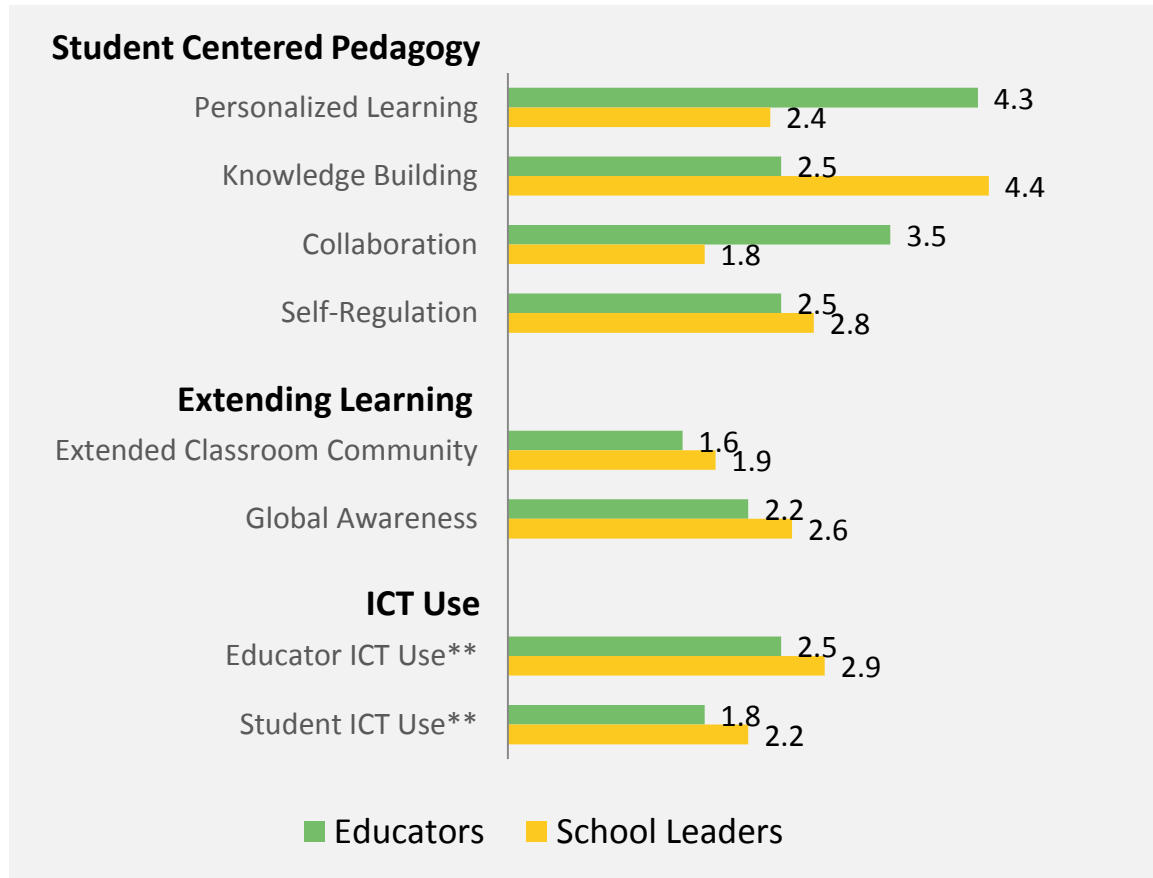 Student Centered Pedagogy
Personalized Learning
4.3
2.4
Knowledge Building
2.5
4.4
Collaboration
3.5
1.8
Self-Regulation
2.5
2.8
Extending Learning
Extended Classroom Community
1.6
1.9
Global Awareness
2.2
2.6
ICT Use
Educator ICT Use**
2.5
2.9
Student ICT Use**
1.8
2.2
Educators School Leaders